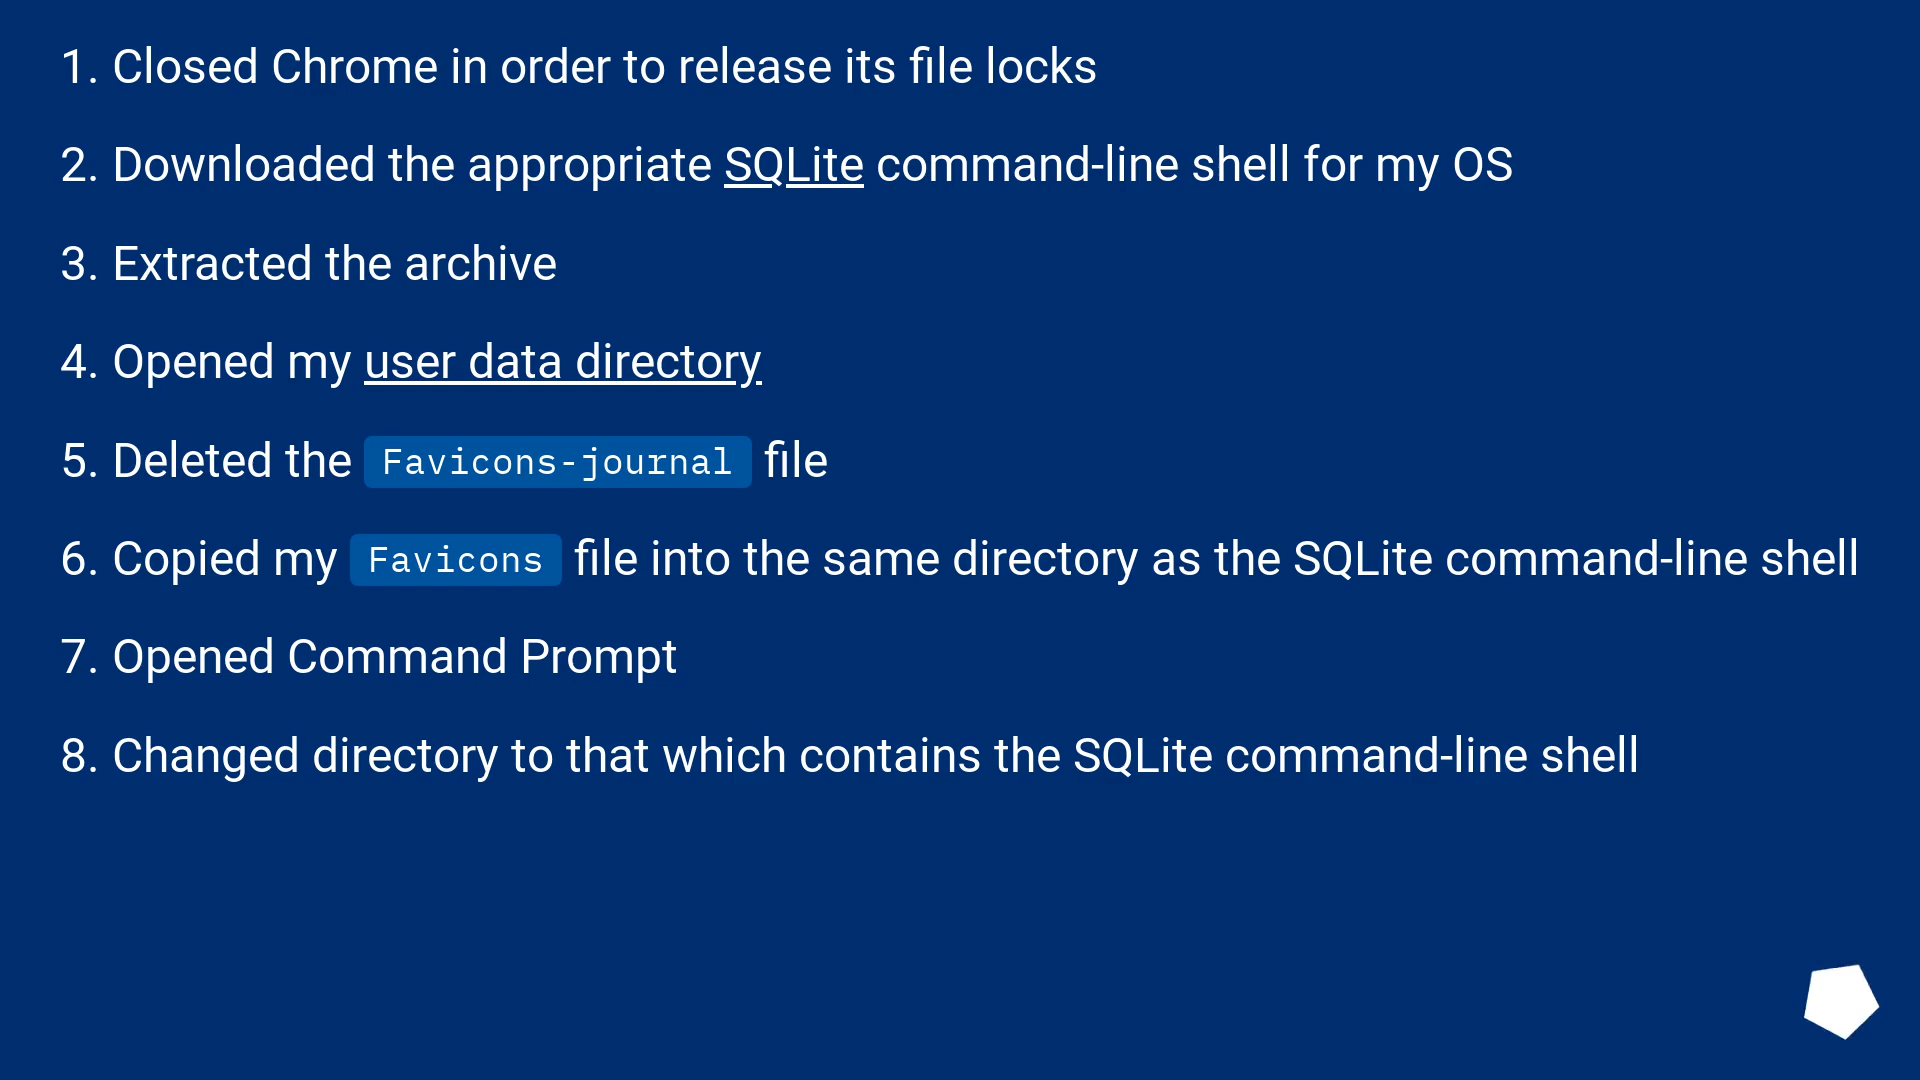 1. Closed Chrome in order to release its file locks
2. Downloaded the appropriate SQLite command-line shell for my OS
3. Extracted the archive
4. Opened my user data directory
5. Deleted the Favicons-journal file
6. Copied my Favicons file into the same directory as the SQLite command-line shell
7. Opened Command Prompt
8. Changed directory to that which contains the SQLite command-line shell